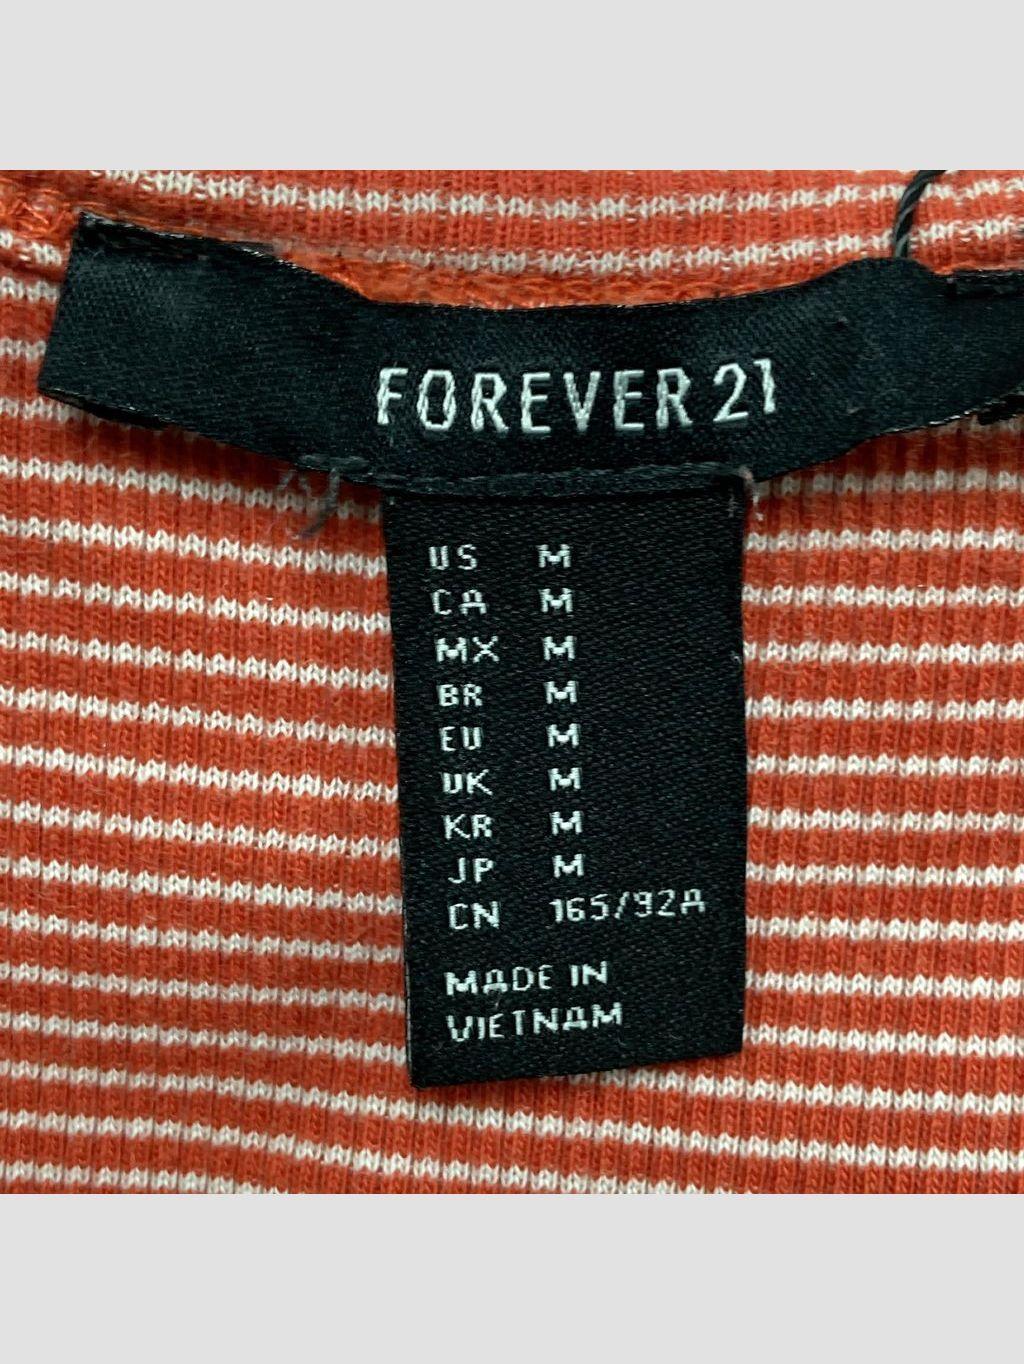 FOREVER 21
US M
CA M
MX M
BR M
EU M
UK M
KR M
JP M
CN 165/92A
MADE IN
VIETNAM